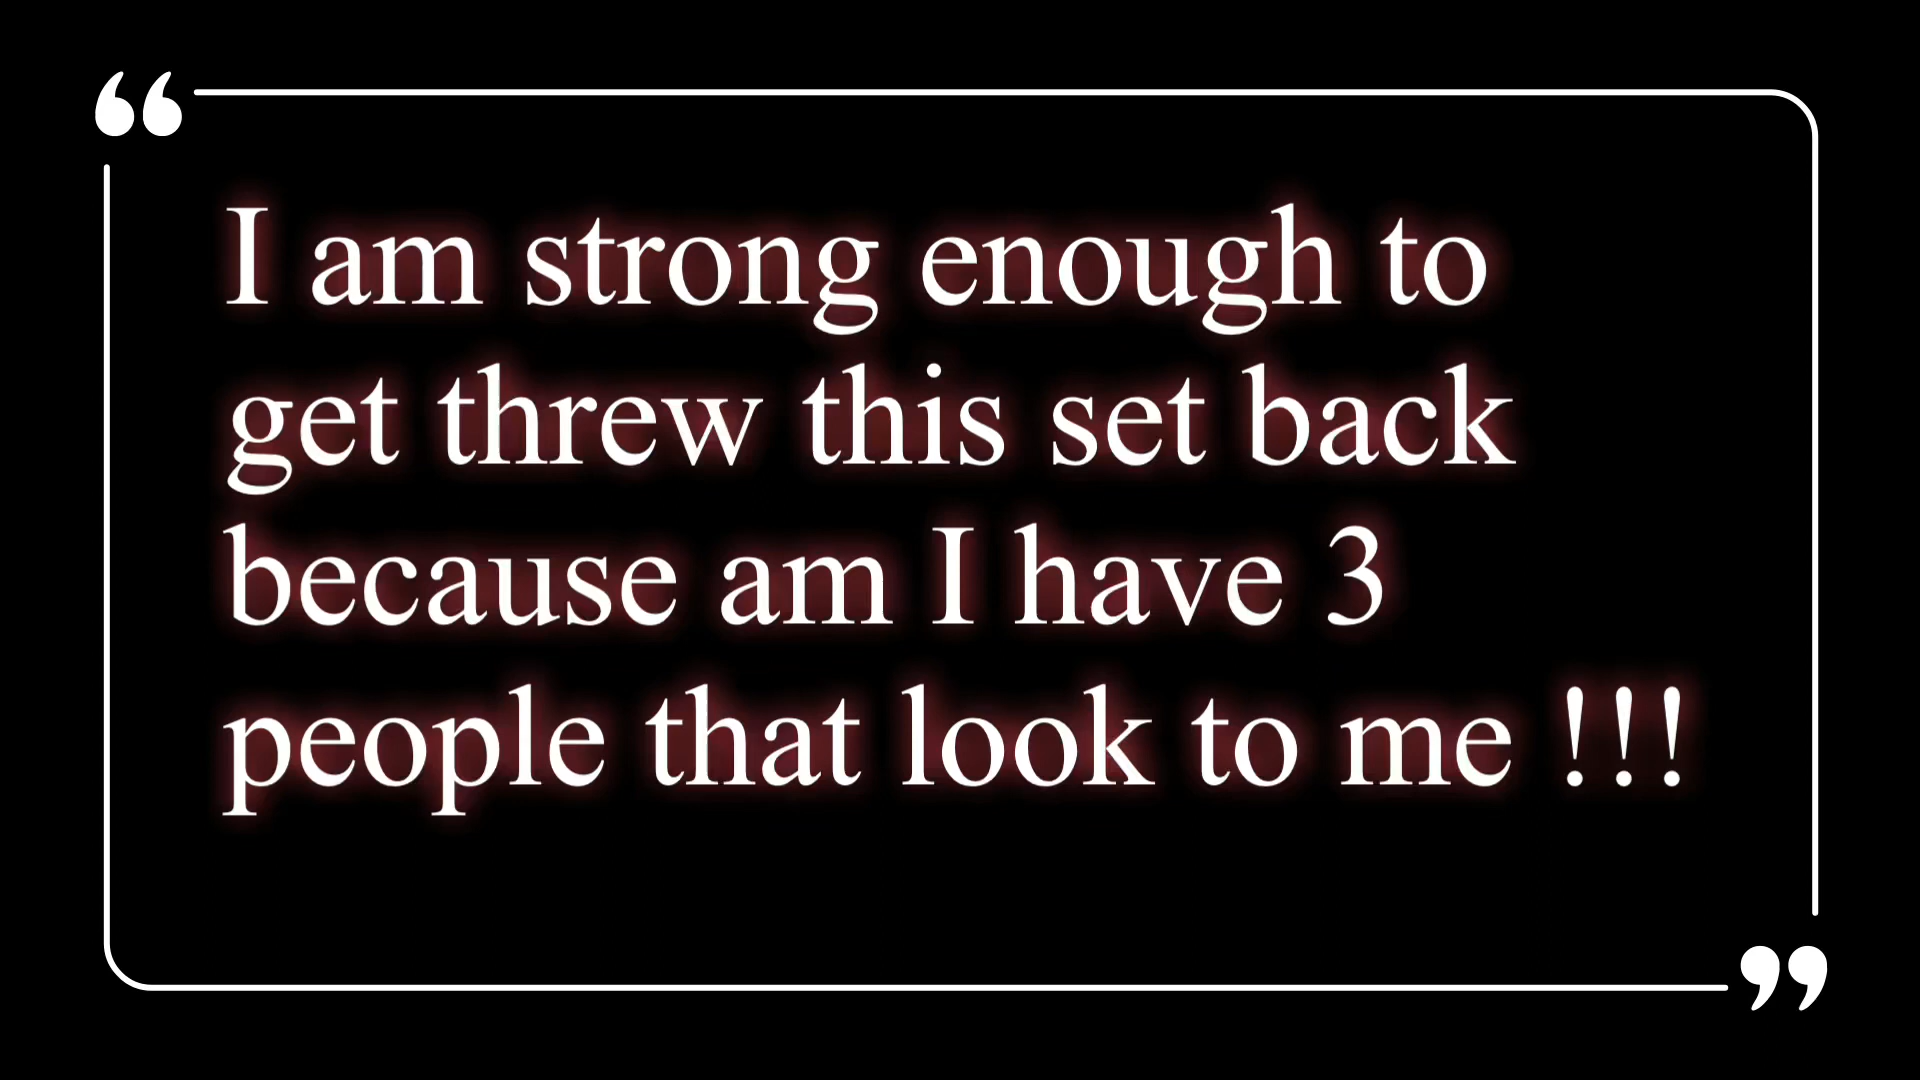 “
I am strong enough to
get threw this set back
because am I have 3
people that look to me !!!
”